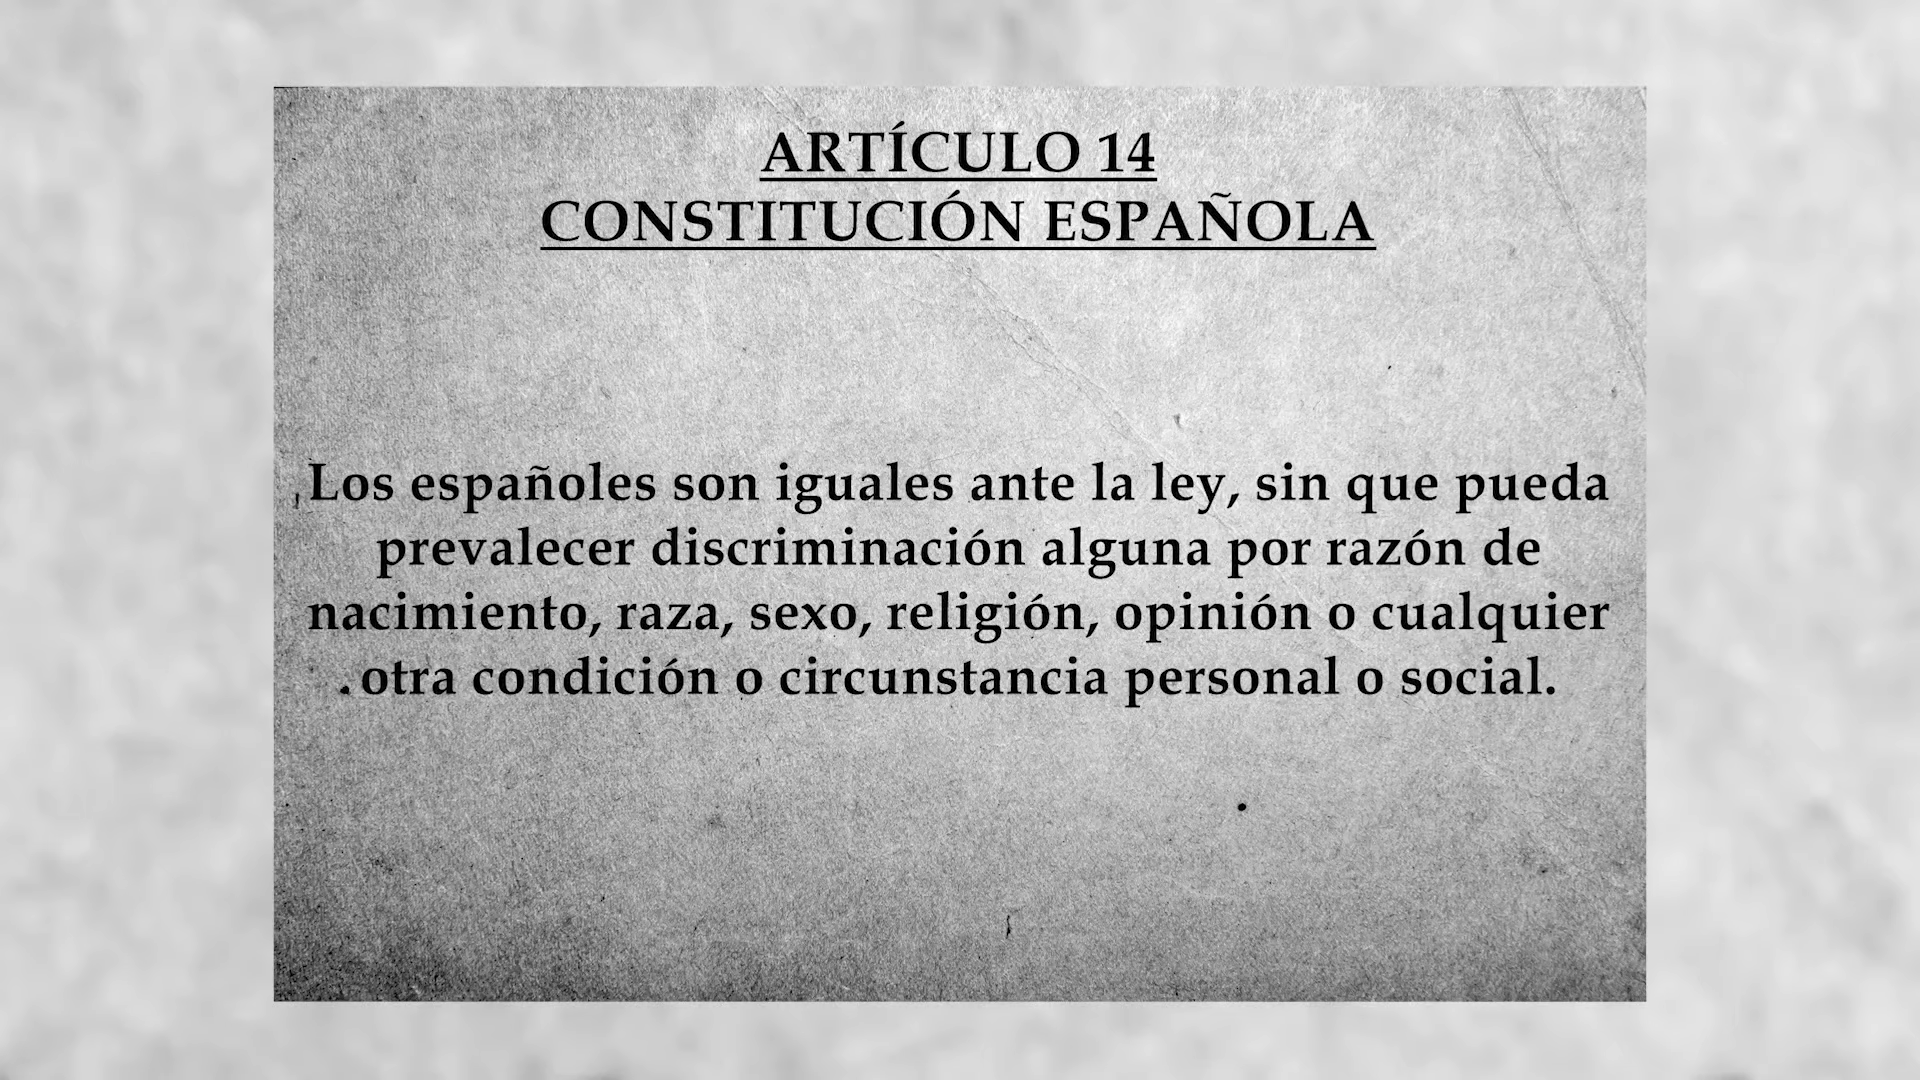 ARTÍCULO 14
CONSTITUCIÓN ESPAÑOLA
Los españoles son iguales ante la ley, sin que pueda
prevalecer discriminación alguna por razón de
nacimiento, raza, sexo, religión, opinión o cualquier
otra condición o circunstancia personal o social.